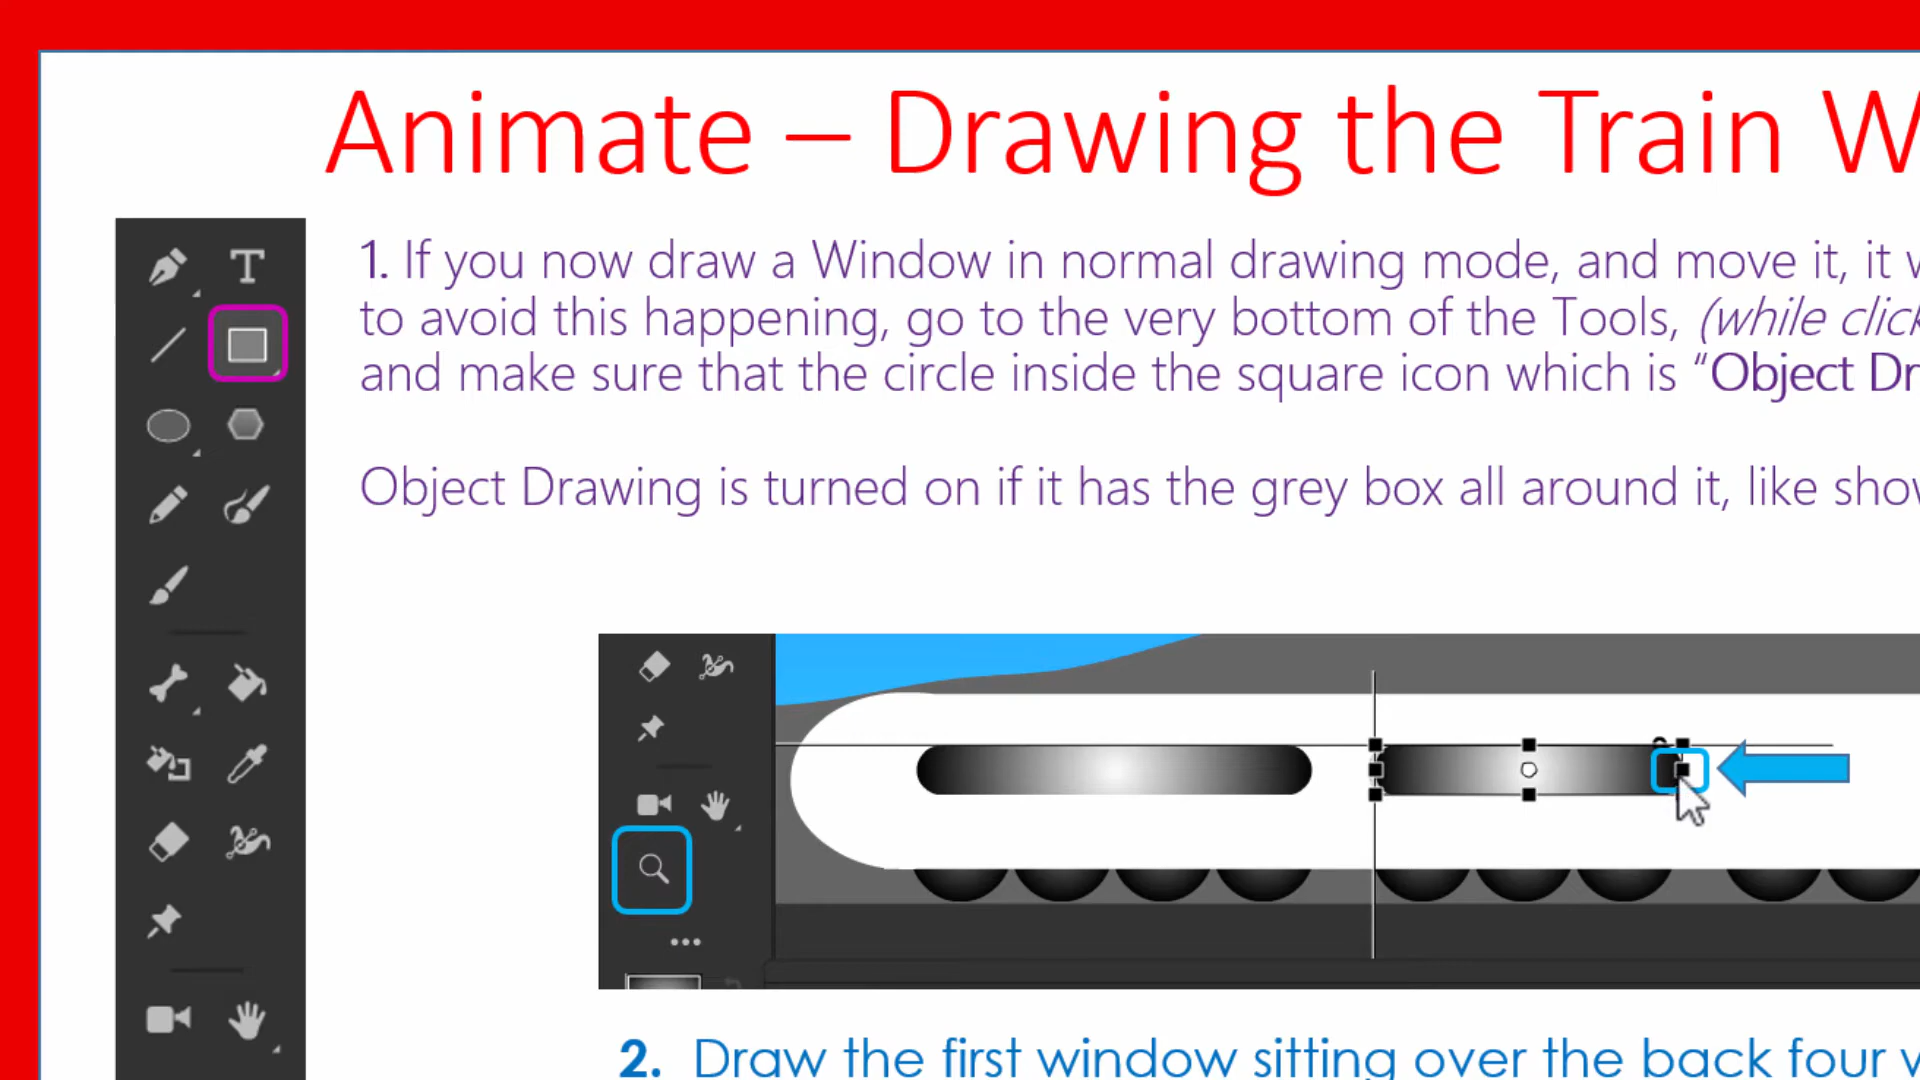 Animate – Drawing the Train
T
1. If you now draw a Window in normal drawing mode, and move it, it
to avoid this happening, go to the very bottom of the Tools, (while
and make sure that the circle inside the square icon which is “Object
Object Drawing is turned on if it has the grey box all around it, like
2. Draw the first window sitting over the back four